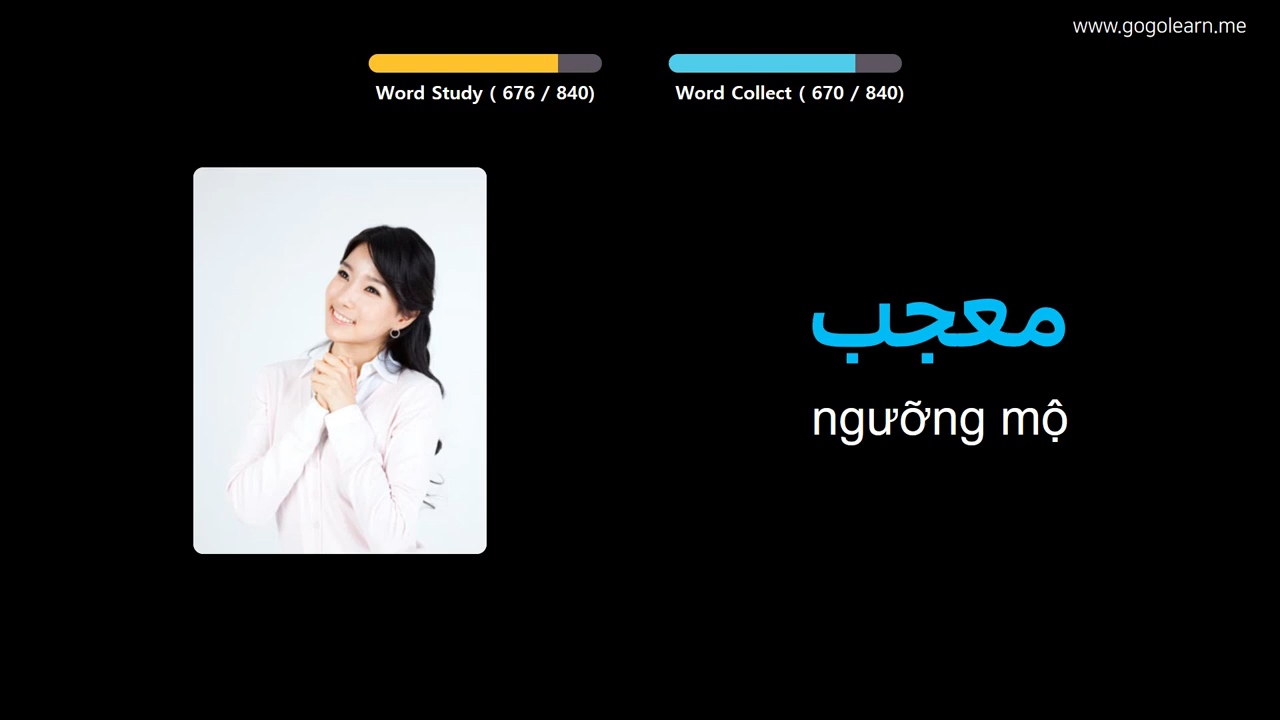 www.gogolearn.me
Word Study ( 676 / 840)
Word Collect ( 670 / 840)
معجب
ngưỡng mộ